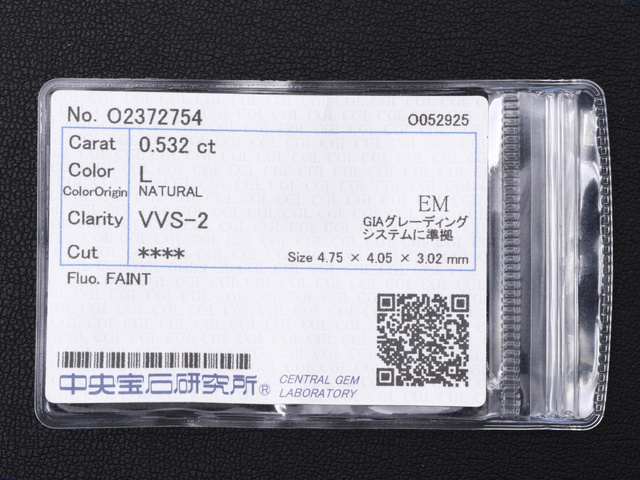 No. O2372754
O052925
Carat 0.532 ct
Color L
ColorOrigin NATURAL
Clarity VVS-2
EM
GIAグレーディング
システムに準拠
Cut ****
Size 4.75 × 4.05 × 3.02 mm
Fluo. FAINT
中央宝石研究所®
CENTRAL GEM
LABORATORY